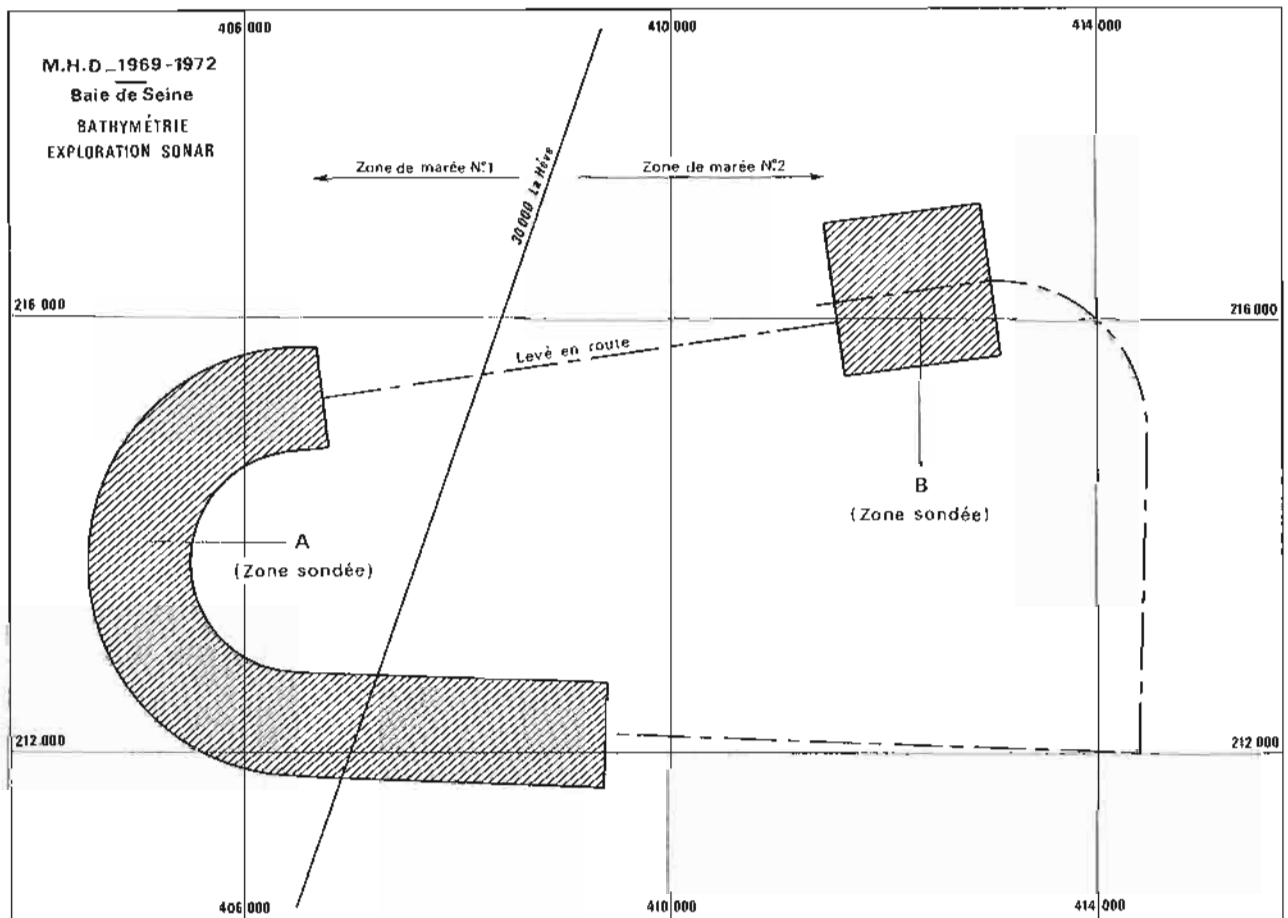 406 000
410 000
414 000
M.H.D_1969-1972
Baie de Seine
BATHYMÉTRIE
EXPLORATION SONAR
Zone de marée N°1
Zone de marée N°2
30 000 La Hève
216 000
216 000
Levé en route
A
(Zone sondée)
B
(Zone sondée)
212 000
212 000
406 000
410 000
414 000